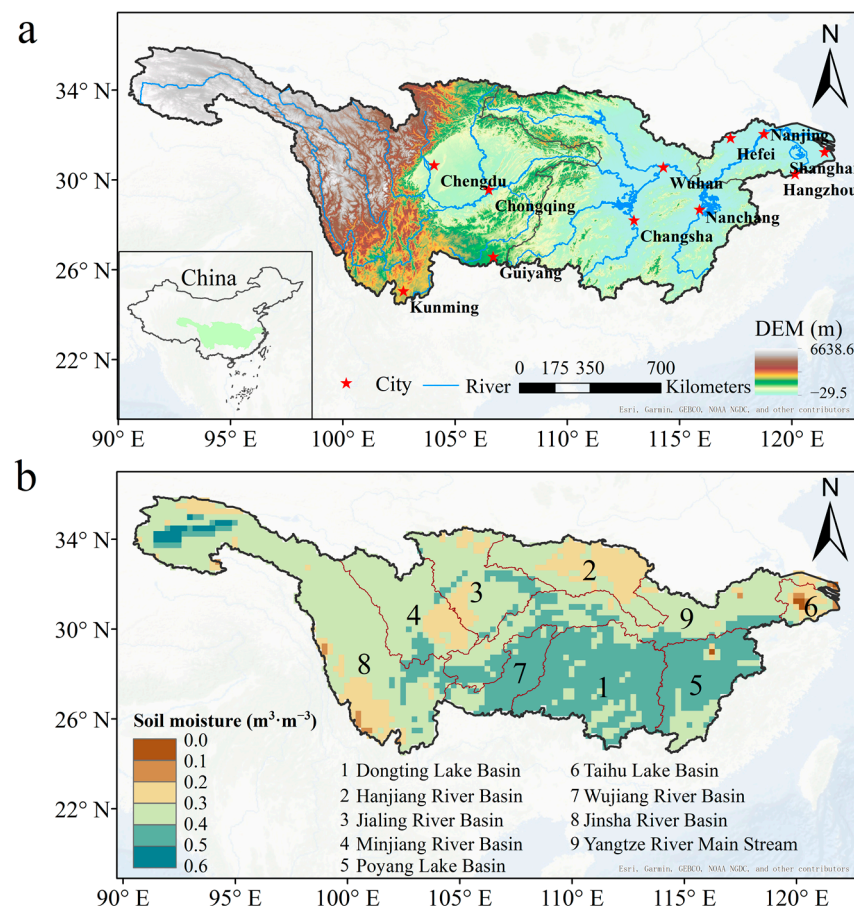 a
N
34° N
30° N
26° N
22° N
Chengdu
Chongqing
Kunming
Guiyang
Wuhan
Changsha
Nanchang
Hefei
Nanjing
Shanghai
Hangzhou
China
City
River
0 175 350 700
Kilometers
DEM (m)
6638.6
−29.5
Esri, Garmin, GEBCO, NOAA NGDC, and other contributors
90° E 95° E 100° E 105° E 110° E 115° E 120° E
b
N
34° N
30° N
26° N
22° N
1
2
3
4
5
6
7
8
9
Soil moisture (m³·m⁻³)
0.0
0.1
0.2
0.3
0.4
0.5
0.6
1 Dongting Lake Basin
2 Hanjiang River Basin
3 Jialing River Basin
4 Minjiang River Basin
5 Poyang Lake Basin
6 Taihu Lake Basin
7 Wujiang River Basin
8 Jinsha River Basin
9 Yangtze River Main Stream
Esri, Garmin, GEBCO, NOAA NGDC, and other contributors
90° E 95° E 100° E 105° E 110° E 115° E 120° E